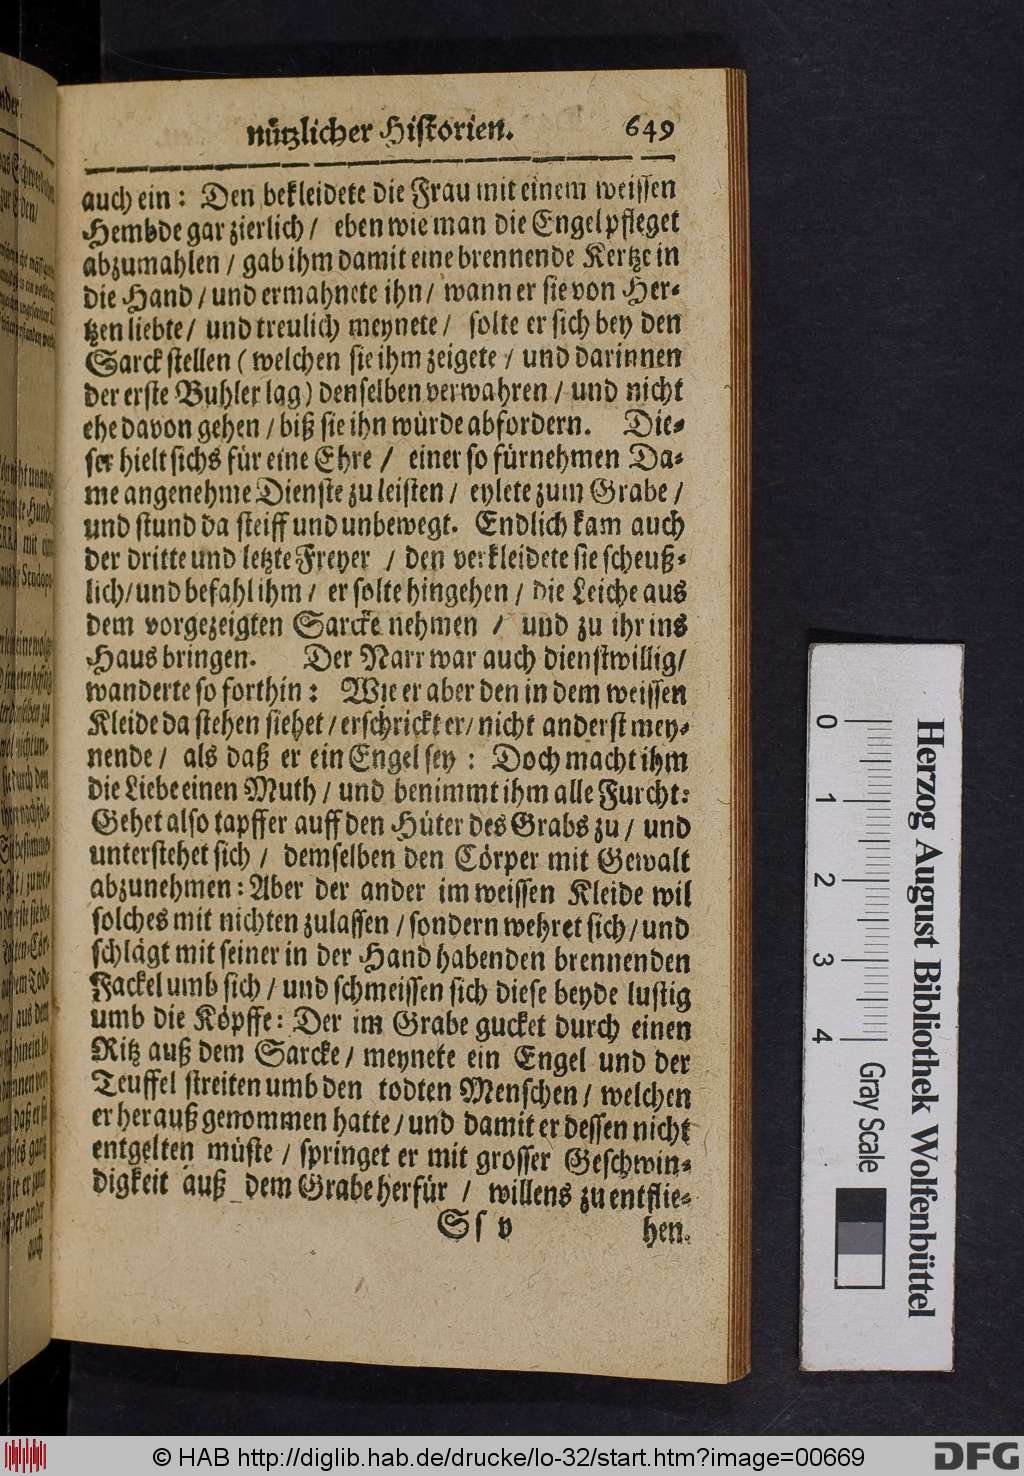 nützlicher Historien. 649
auch ein: Den bekleidete die Frau mit einem weissen
Hembde gar zierlich / eben wie man die Engel pfleget
abzumahlen / gab ihm damit eine brennende Kertze in
die Hand / und ermahnete ihn / wann er sie von Her-
tzen liebte / und treulich meynete / solte er sich bey den
Sarck stellen (welchen sie ihm zeigete / und darinnen
der erste Buhler lag) denselben verwahren / und nicht
ehe davon gehen / biß sie ihn würde abfordern. Die-
ser hielt sichs für eine Ehre / einer so fürnehmen Da-
me angenehme Dienste zu leisten / eylete zum Grabe /
und stund da steiff und unbewegt. Endlich kam auch
der dritte und letzte Freyer / den verkleidete sie scheuß-
lich / und befahl ihm / er solte hingehen / die Leiche aus
dem vorgezeigten Sarcke nehmen / und zu ihr ins
Haus bringen. Der Narr war auch dienstwillig /
wanderte so forthin: Wie er aber den in dem weissen
Kleide da stehen siehet / erschrickt er / nicht anderst mey-
nende / als daß er ein Engel sey: Doch macht ihm
die Liebe einen Muth / und benimmt ihm alle Furcht:
Gehet also tapffer auff den Hüter des Grabs zu / und
unterstehet sich / demselben den Cörper mit Gewalt
abzunehmen: Aber der ander im weissen Kleide wil
solches mit nichten zulassen / sondern wehret sich / und
schlägt mit seiner in der Hand habenden brennenden
Fackel umb sich / und schmeissen sich diese beyde lustig
umb die Köpffe: Der im Grabe gucket durch einen
Ritz auß dem Sarcke / meynete ein Engel und der
Teuffel streiten umb den todten Menschen / welchen
er herauß genommen hatte / und damit er dessen nicht
entgelten müste / springet er mit grosser Geschwin-
digkeit auß dem Grabe herfür / willens zu entflie-
Ss v hen.
0 1 2 3 4 Gray Scale
Herzog August Bibliothek Wolfenbüttel
© HAB http://diglib.hab.de/drucke/lo-32/start.htm?image=00669
DFG